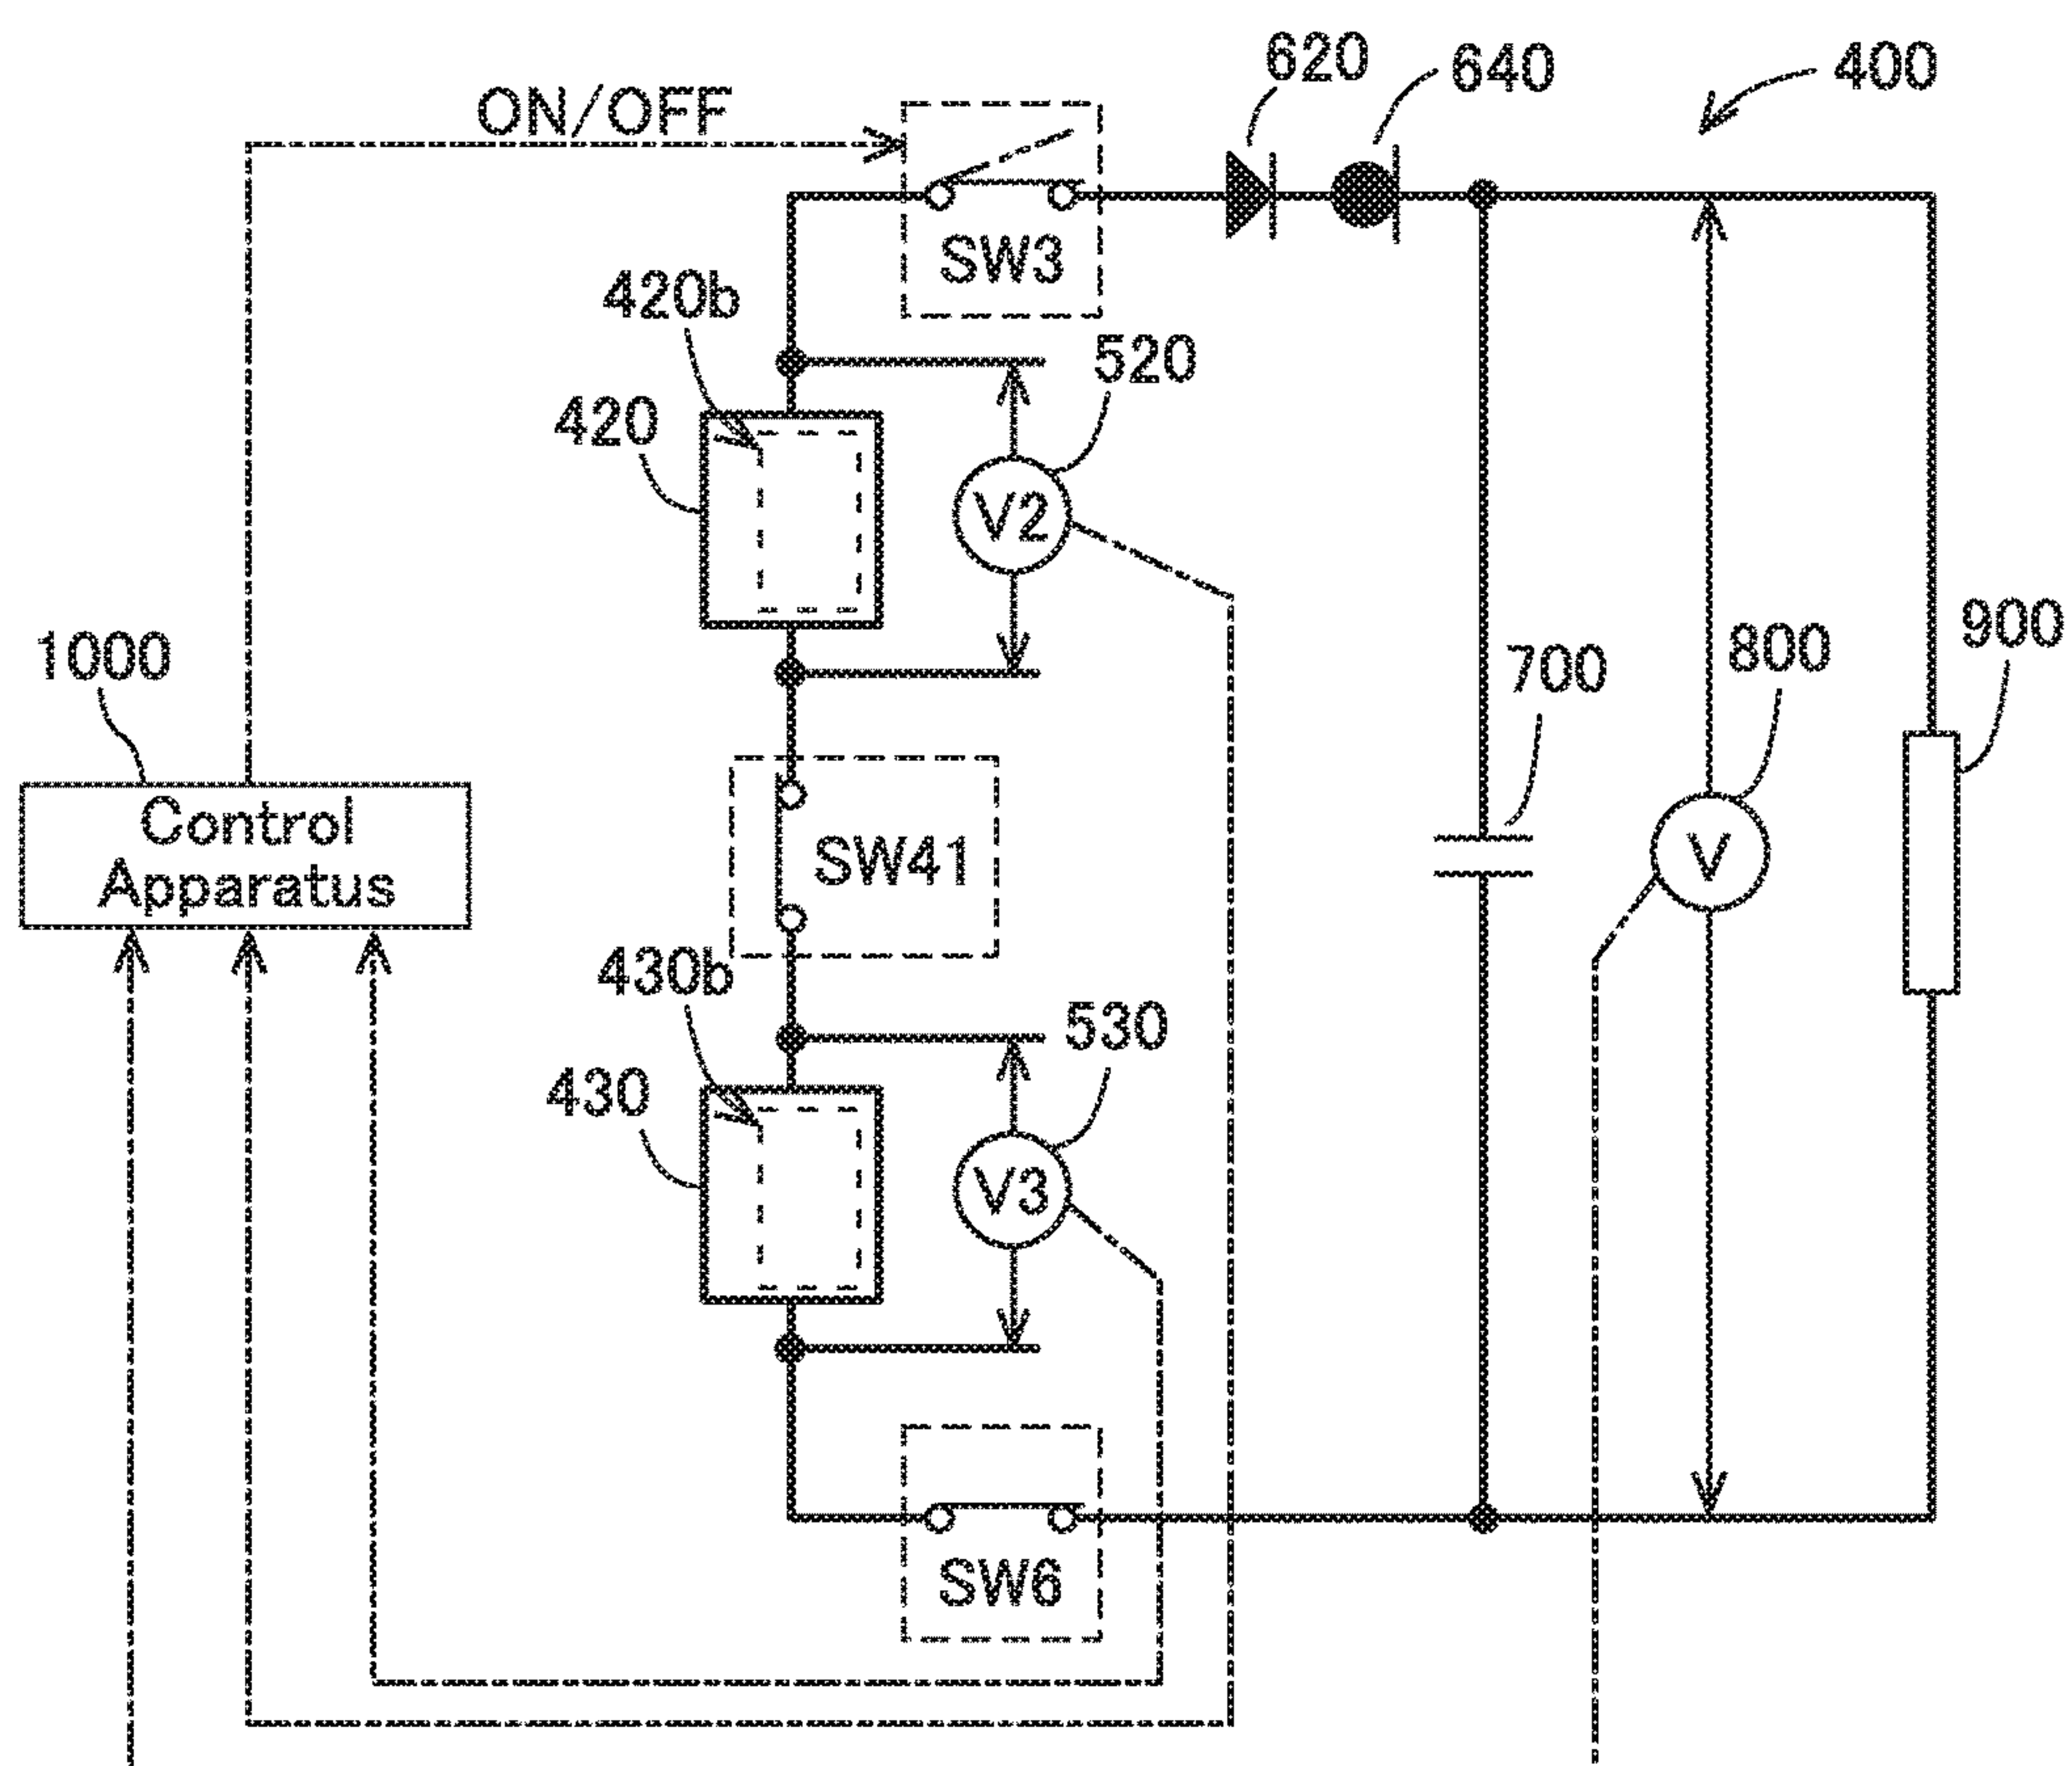 620
640
400
ON/OFF
SW3
420b
520
420
V2
1000
900
800
700
Control
Apparatus
SW41
V
430b
530
430
V3
SW6